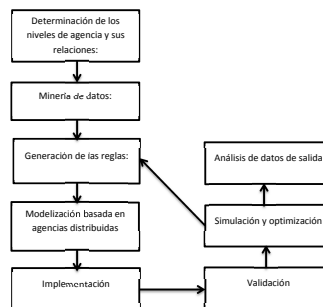 Determinación de los
niveles de agencia y sus
relaciones:
Minería de datos:
Generación de las reglas:
Análisis de datos de salida
Modelización basada en
agencias distribuidas
Simulación y optimización
Implementación
Validación